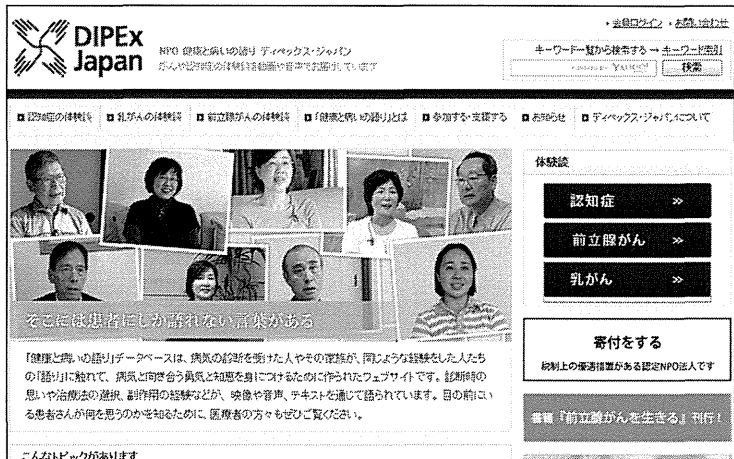 DIPEx
Japan
NPO 健康と病いの語り ディペックス・ジャパン
がんや認知症の体験談を動画や音声でお届けしています
会員ログイン お問い合わせ
キーワード一覧から検索する → キーワード索引
検索
認知症の体験談 乳がんの体験談 前立腺がんの体験談 「健康と病いの語り」とは 参加する・支援する お知らせ ディペックス・ジャパンについて
そこには患者にしか語れない言葉がある
「健康と病いの語り」データベースは、病気の診断を受けた人やその家族が、同じような経験をした人たち
の「語り」に触れて、病気と向き合う勇気と知恵を身につけるために作られたウェブサイトです。診断時の
思いや治療法の選択、副作用の経験などが、映像や音声、テキストを通じて語られています。目の前にい
る患者さんが何を思うのかを知るために、医療者の方々もぜひご覧ください。
こんなトピックがあります
体験談
認知症 »
前立腺がん »
乳がん »
寄付をする
税制上の優遇措置がある認定NPO法人です
書籍『前立腺がんを生きる』刊行！